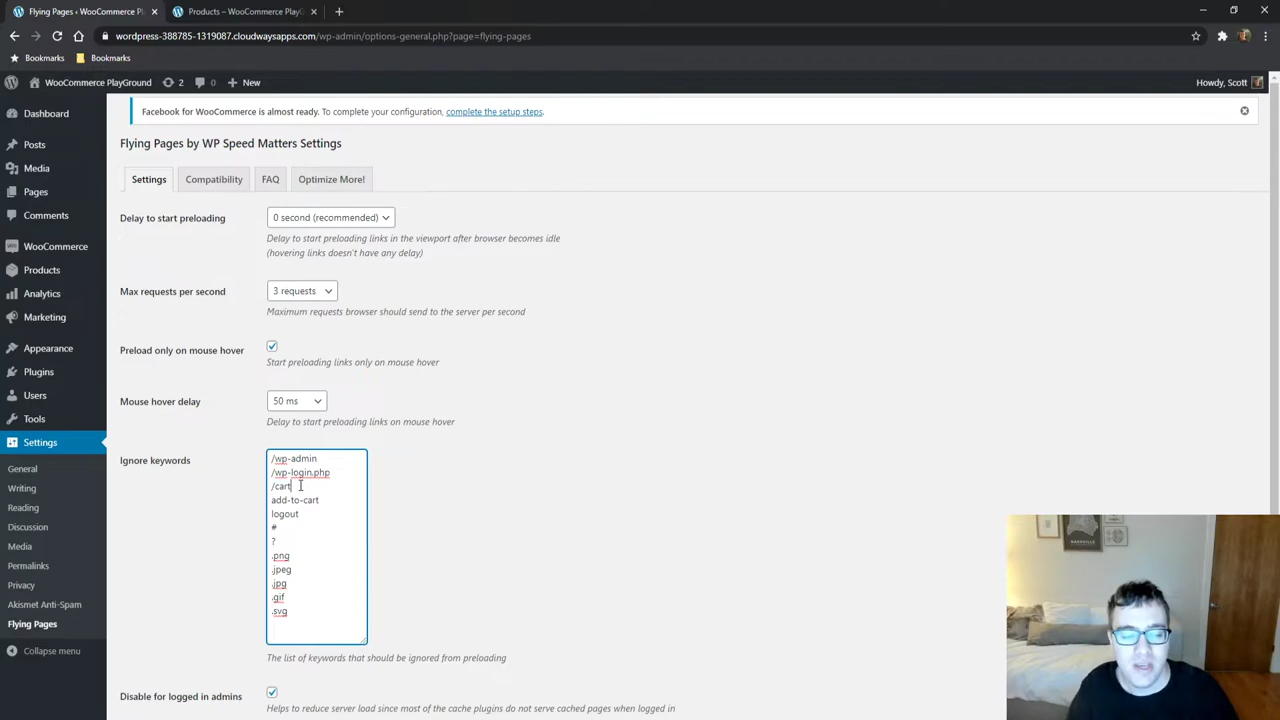 Flying Pages ‹ WooCommerce Pl
Products – WooCommerce PlayG
wordpress-388785-1319087.cloudwaysapps.com/wp-admin/options-general.php?page=flying-pages
Bookmarks
Bookmarks
WooCommerce PlayGround
2
0
New
Howdy, Scott
Dashboard
Posts
Media
Pages
Comments
WooCommerce
Products
Analytics
Marketing
Appearance
Plugins
Users
Tools
Settings
General
Writing
Reading
Discussion
Media
Permalinks
Privacy
Akismet Anti-Spam
Flying Pages
Collapse menu
Facebook for WooCommerce is almost ready. To complete your configuration, complete the setup steps.
Flying Pages by WP Speed Matters Settings
Settings
Compatibility
FAQ
Optimize More!
Delay to start preloading
0 second (recommended)
Delay to start preloading links in the viewport after browser becomes idle
(hovering links doesn't have any delay)
Max requests per second
3 requests
Maximum requests browser should send to the server per second
Preload only on mouse hover
Start preloading links only on mouse hover
Mouse hover delay
50 ms
Delay to start preloading links on mouse hover
Ignore keywords
/wp-admin
/wp-login.php
/cart
add-to-cart
logout
#
?
.png
.jpeg
.jpg
.gif
.svg
The list of keywords that should be ignored from preloading
Disable for logged in admins
Helps to reduce server load since most of the cache plugins do not serve cached pages when logged in
NASHVILLE